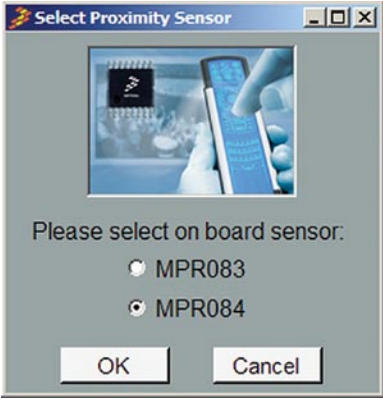 Select Proximity Sensor
Please select on board sensor:
MPR083
MPR084
OK
Cancel